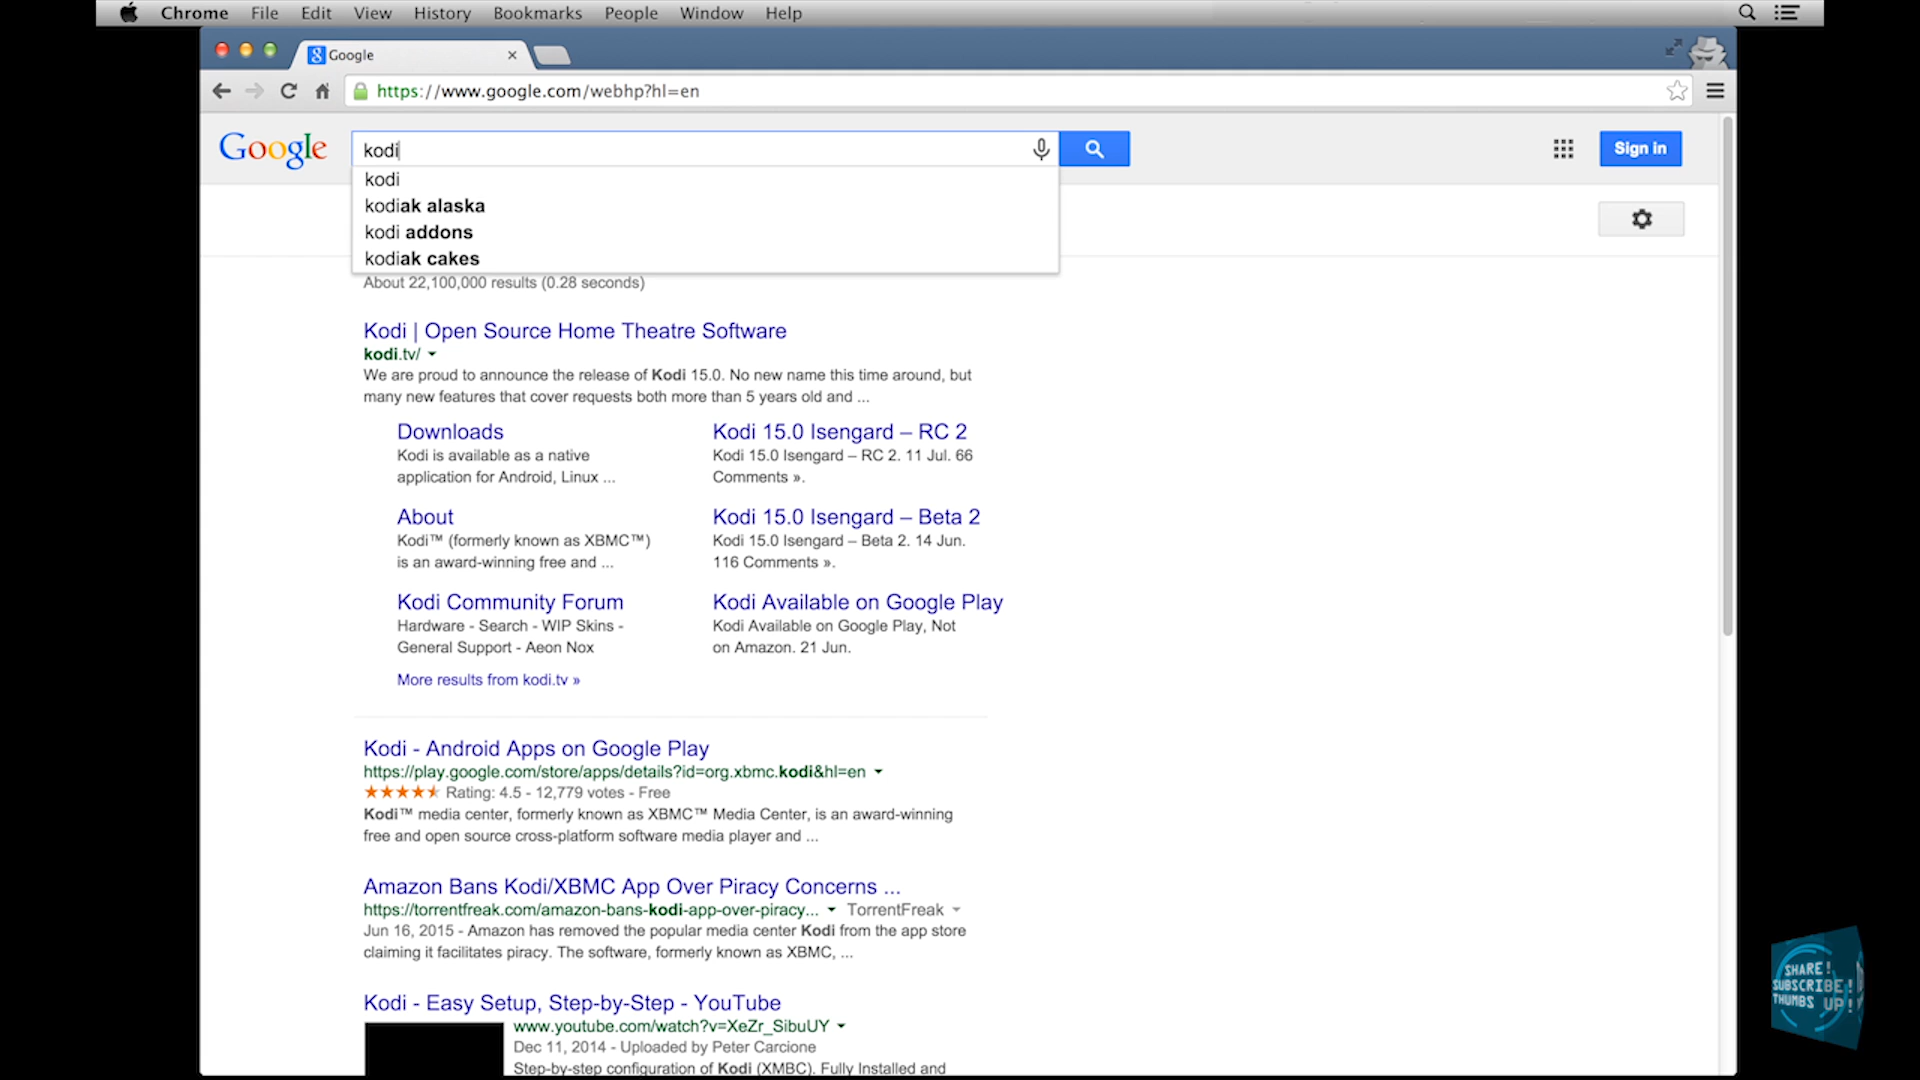 Chrome File Edit View History Bookmarks People Window Help
Google
https://www.google.com/webhp?hl=en
Google
kodi
Sign in
kodi
kodiak alaska
kodi addons
kodiak cakes
About 22,100,000 results (0.28 seconds)
Kodi | Open Source Home Theatre Software
kodi.tv/
We are proud to announce the release of Kodi 15.0. No new name this time around, but
many new features that cover requests both more than 5 years old and ...
Downloads
Kodi is available as a native
application for Android, Linux ...
Kodi 15.0 Isengard – RC 2
Kodi 15.0 Isengard – RC 2. 11 Jul. 66
Comments ».
About
Kodi™ (formerly known as XBMC™)
is an award-winning free and ...
Kodi 15.0 Isengard – Beta 2
Kodi 15.0 Isengard – Beta 2. 14 Jun.
116 Comments ».
Kodi Community Forum
Hardware - Search - WIP Skins -
General Support - Aeon Nox
Kodi Available on Google Play
Kodi Available on Google Play, Not
on Amazon. 21 Jun.
More results from kodi.tv »
Kodi - Android Apps on Google Play
https://play.google.com/store/apps/details?id=org.xbmc.kodi&hl=en
Rating: 4.5 - 12,779 votes - Free
Kodi™ media center, formerly known as XBMC™ Media Center, is an award-winning
free and open source cross-platform software media player and ...
Amazon Bans Kodi/XBMC App Over Piracy Concerns ...
https://torrentfreak.com/amazon-bans-kodi-app-over-piracy... TorrentFreak
Jun 16, 2015 - Amazon has removed the popular media center Kodi from the app store
claiming it facilitates piracy. The software, formerly known as XBMC, ...
Kodi - Easy Setup, Step-by-Step - YouTube
www.youtube.com/watch?v=XeZr_SibuUY
Dec 11, 2014 - Uploaded by Peter Carcione
Step-by-step configuration of Kodi (XMBC). Fully Installed and
SHARE!
SUBSCRIBE!
THUMBS UP!